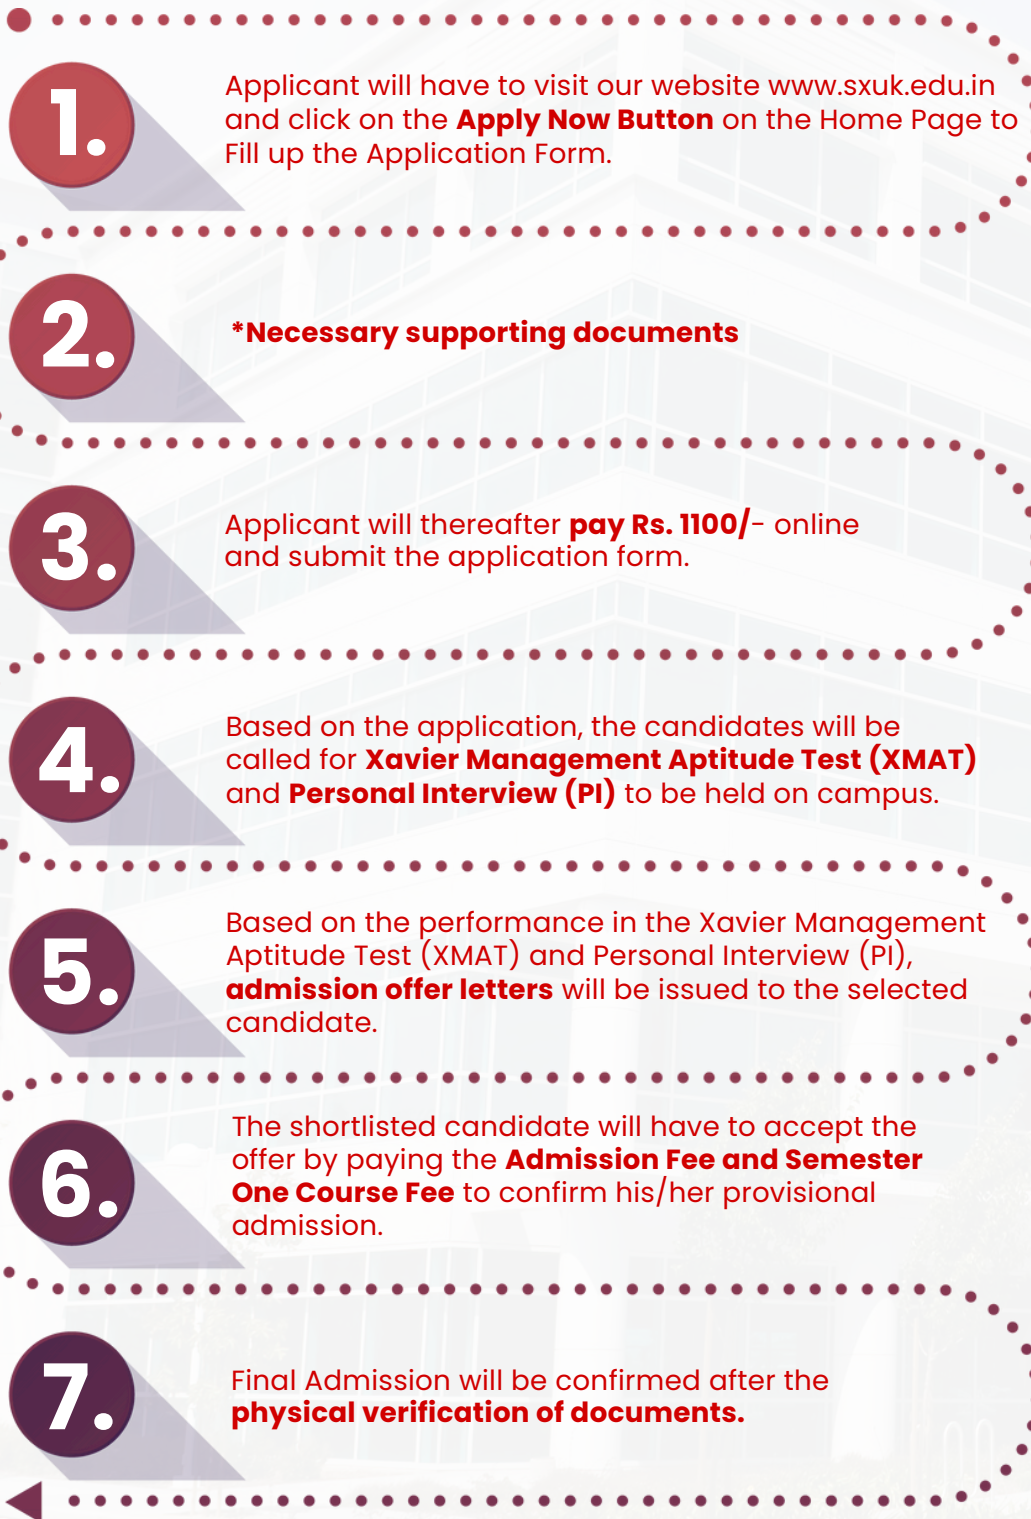 1.
Applicant will have to visit our website www.sxuk.edu.in
and click on the Apply Now Button on the Home Page to
Fill up the Application Form.
2.
*Necessary supporting documents
3.
Applicant will thereafter pay Rs. 1100/- online
and submit the application form.
4.
Based on the application, the candidates will be
called for Xavier Management Aptitude Test (XMAT)
and Personal Interview (PI) to be held on campus.
5.
Based on the performance in the Xavier Management
Aptitude Test (XMAT) and Personal Interview (PI),
admission offer letters will be issued to the selected
candidate.
6.
The shortlisted candidate will have to accept the
offer by paying the Admission Fee and Semester
One Course Fee to confirm his/her provisional
admission.
7.
Final Admission will be confirmed after the
physical verification of documents.